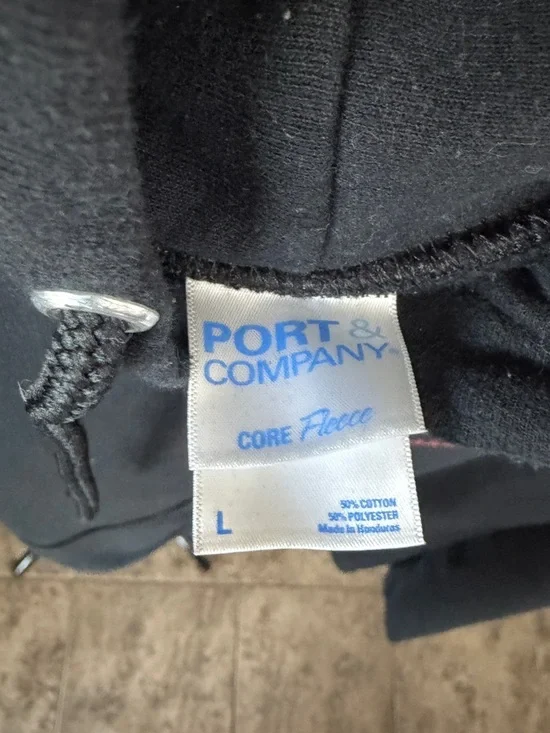 PORT &
COMPANY
CORE Fleece
L
50% COTTON
50% POLYESTER
Made in Honduras